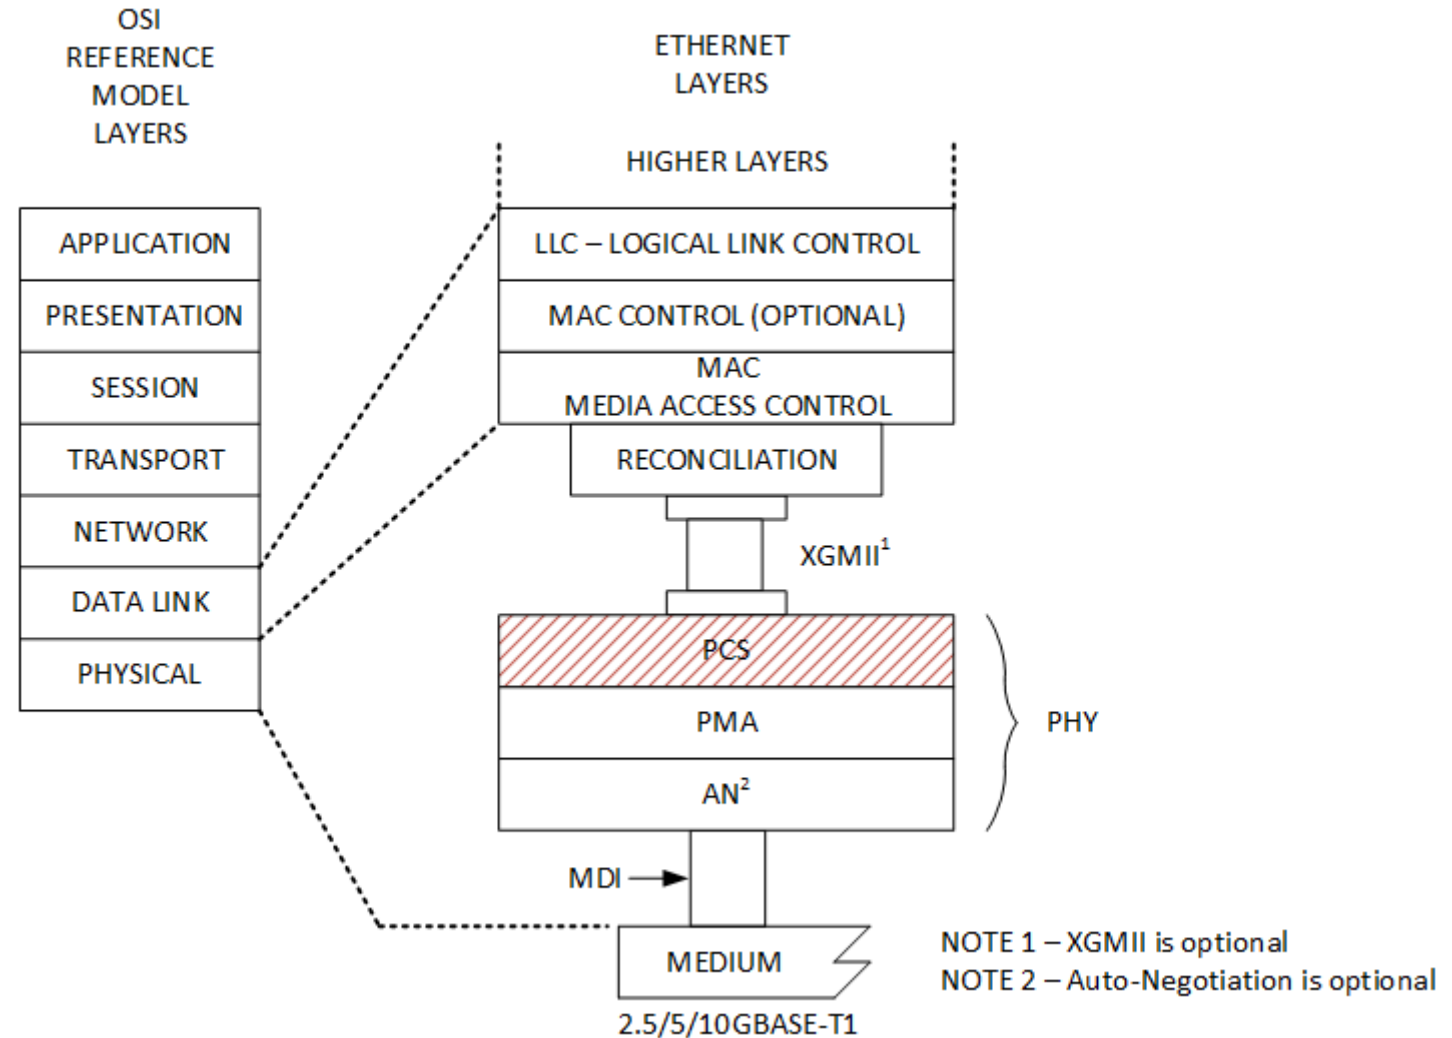 OSI
REFERENCE
MODEL
LAYERS
ETHERNET
LAYERS
HIGHER LAYERS
APPLICATION
PRESENTATION
SESSION
TRANSPORT
NETWORK
DATA LINK
PHYSICAL
LLC – LOGICAL LINK CONTROL
MAC CONTROL (OPTIONAL)
MAC
MEDIA ACCESS CONTROL
RECONCILIATION
XGMII¹
PCS
PMA
AN²
PHY
MDI
MEDIUM
2.5/5/10GBASE-T1
NOTE 1 – XGMII is optional
NOTE 2 – Auto-Negotiation is optional